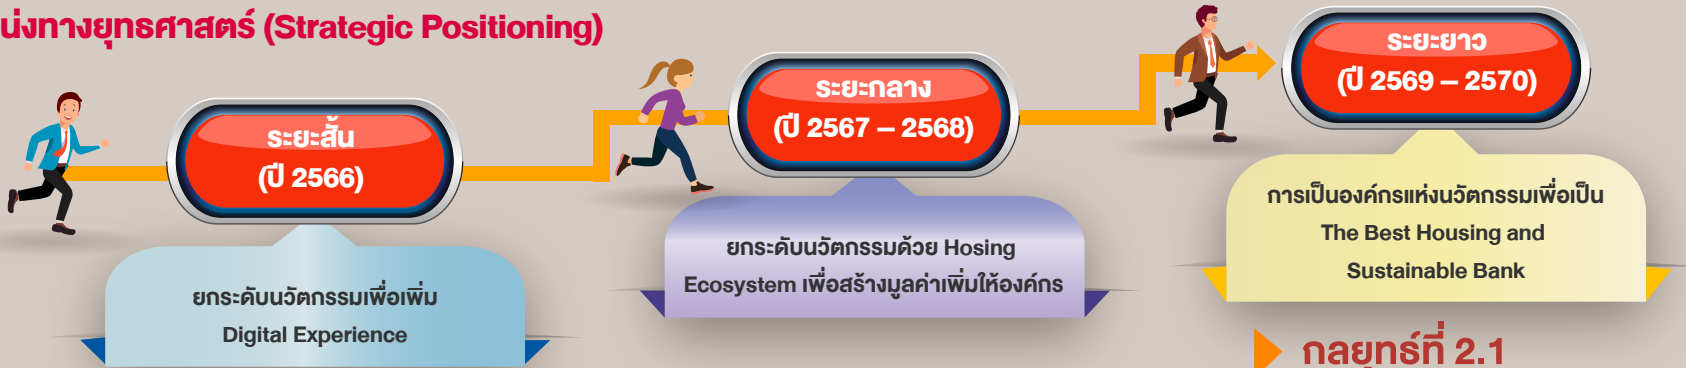 น่งทางยุทธศาสตร์ (Strategic Positioning)
ระยะสั้น
(ปี 2566)
ยกระดับนวัตกรรมเพื่อเพิ่ม
Digital Experience
ระยะกลาง
(ปี 2567 – 2568)
ยกระดับนวัตกรรมด้วย Hosing
Ecosystem เพื่อสร้างมูลค่าเพิ่มให้องค์กร
ระยะยาว
(ปี 2569 – 2570)
การเป็นองค์กรแห่งนวัตกรรมเพื่อเป็น
The Best Housing and
Sustainable Bank
กลยุทธ์ที่ 2.1